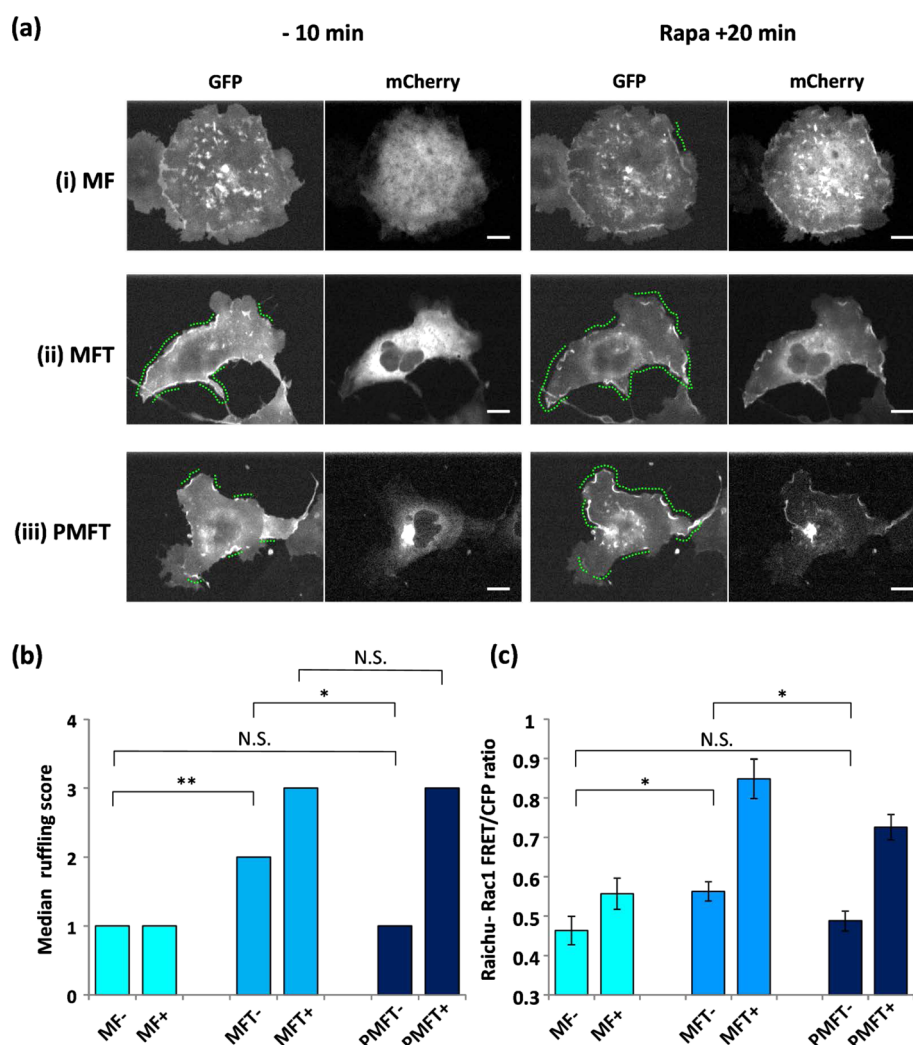 (a)
- 10 min Rapa +20 min
GFP mCherry GFP mCherry
(i) MF
(ii) MFT
(iii) PMFT
(b)
N.S.
*
N.S.
**
4
3
2
1
0
Median ruffling score
MF- MF+ MFT- MFT+ PMFT- PMFT+
(c)
*
N.S.
*
1
0.9
0.8
0.7
0.6
0.5
0.4
0.3
Raichu- Rac1 FRET/CFP ratio
MF- MF+ MFT- MFT+ PMFT- PMFT+